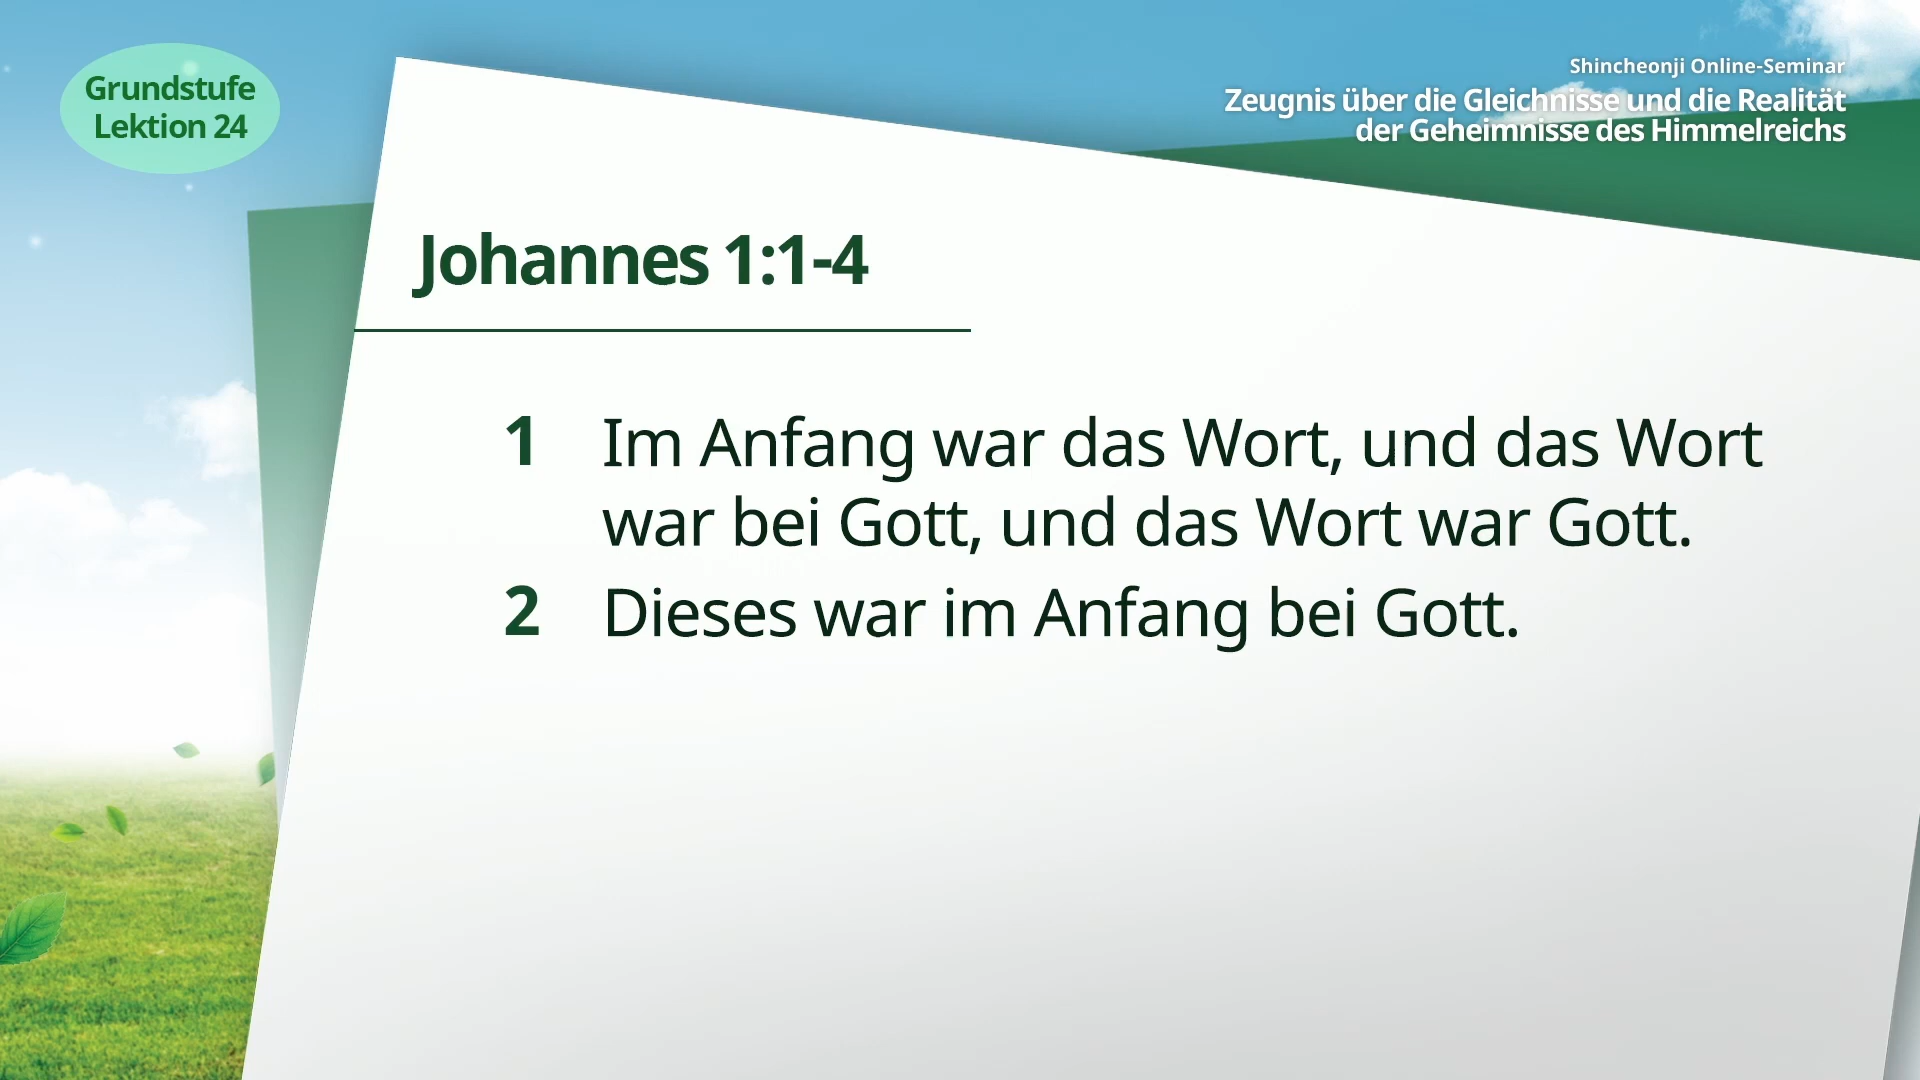 Grundstufe
Lektion 24
Shincheonji Online-Seminar
Zeugnis über die Gleichnisse und die Realität
der Geheimnisse des Himmelreichs
Johannes 1:1-4
1 Im Anfang war das Wort, und das Wort
war bei Gott, und das Wort war Gott.
2 Dieses war im Anfang bei Gott.